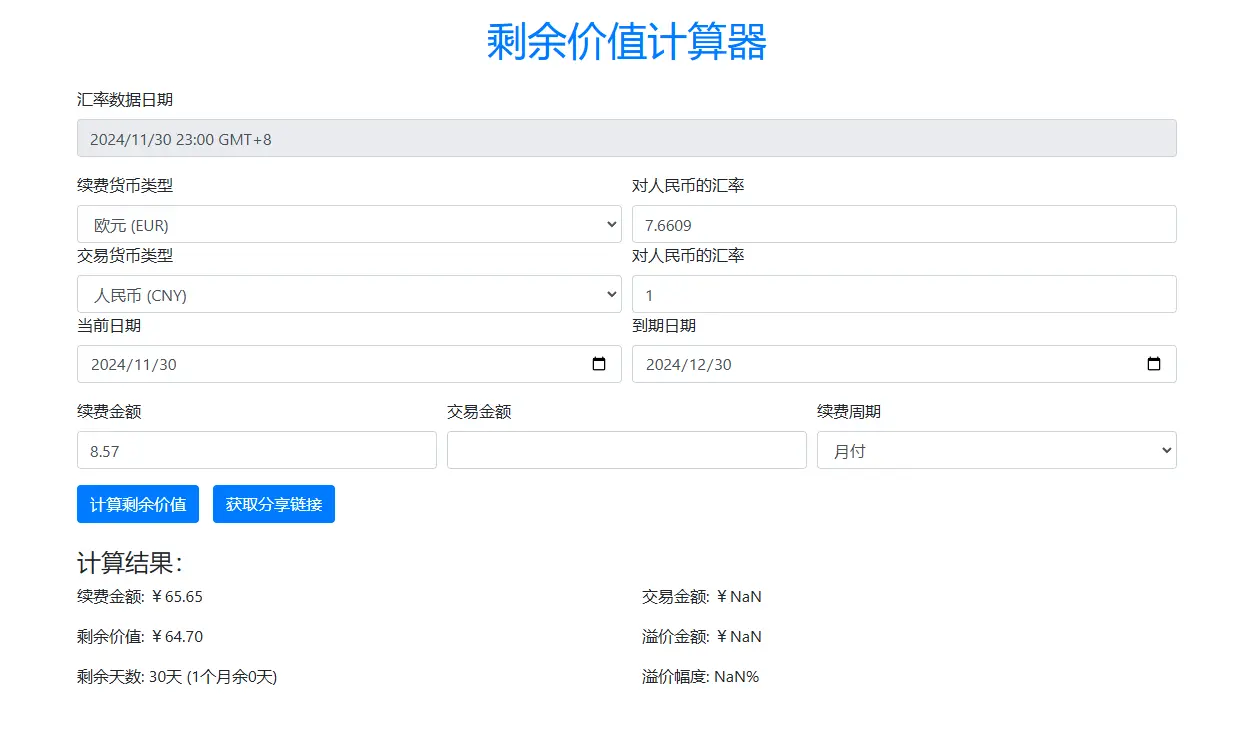 剩余价值计算器
汇率数据日期
2024/11/30 23:00 GMT+8
续费货币类型
对人民币的汇率
欧元 (EUR)
7.6609
交易货币类型
对人民币的汇率
人民币 (CNY)
1
当前日期
到期日期
2024/11/30
2024/12/30
续费金额
交易金额
续费周期
8.57
月付
计算剩余价值
获取分享链接
计算结果：
续费金额: ￥65.65
交易金额: ￥NaN
剩余价值: ￥64.70
溢价金额: ￥NaN
剩余天数: 30天 (1个月余0天)
溢价幅度: NaN%